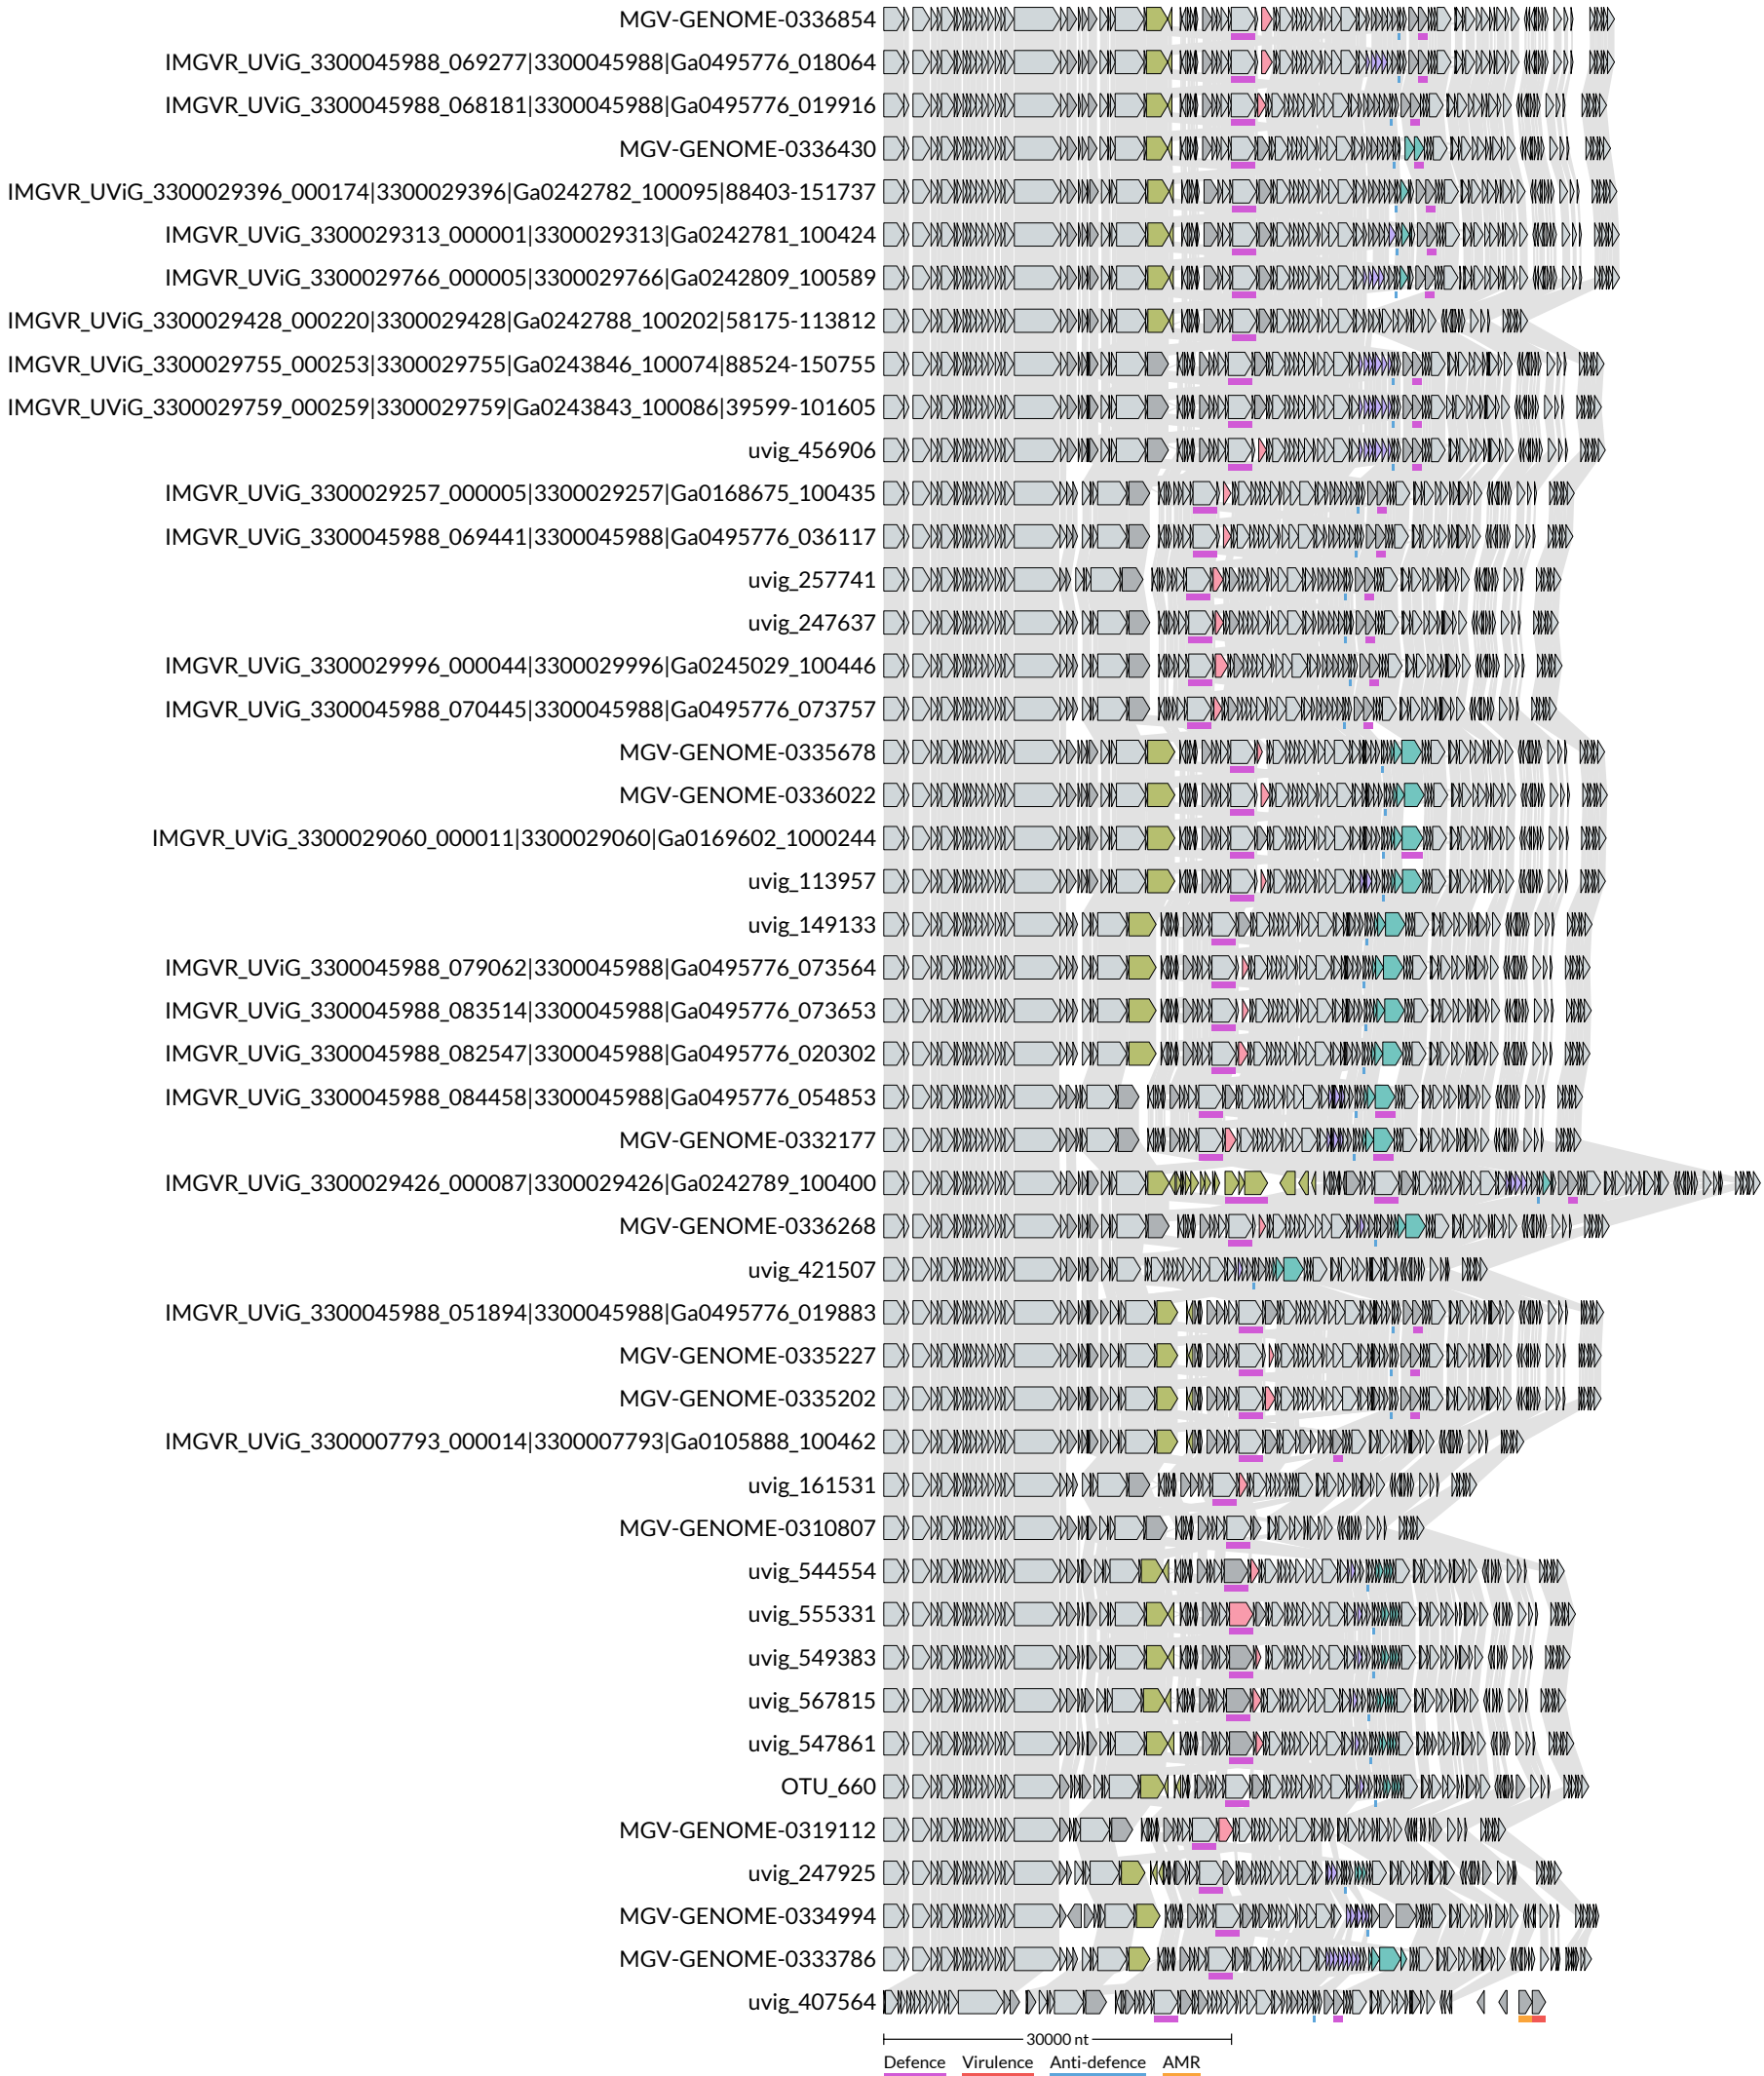 MGV-GENOME-0336854
IMGVR_UViG_3300045988_069277|3300045988|Ga0495776_018064
IMGVR_UViG_3300045988_068181|3300045988|Ga0495776_019916
MGV-GENOME-0336430
IMGVR_UViG_3300029396_000174|3300029396|Ga0242782_100095|88403-151737
IMGVR_UViG_3300029313_000001|3300029313|Ga0242781_100424
IMGVR_UViG_3300029766_000005|3300029766|Ga0242809_100589
IMGVR_UViG_3300029428_000220|3300029428|Ga0242788_100202|58175-113812
IMGVR_UViG_3300029755_000253|3300029755|Ga0243846_100074|88524-150755
IMGVR_UViG_3300029759_000259|3300029759|Ga0243843_100086|39599-101605
uvig_456906
IMGVR_UViG_3300029257_000005|3300029257|Ga0168675_100435
IMGVR_UViG_3300045988_069441|3300045988|Ga0495776_036117
uvig_257741
uvig_247637
IMGVR_UViG_3300029996_000044|3300029996|Ga0245029_100446
IMGVR_UViG_3300045988_070445|3300045988|Ga0495776_073757
MGV-GENOME-0335678
MGV-GENOME-0336022
IMGVR_UViG_3300029060_000011|3300029060|Ga0169602_1000244
uvig_113957
uvig_149133
IMGVR_UViG_3300045988_079062|3300045988|Ga0495776_073564
IMGVR_UViG_3300045988_083514|3300045988|Ga0495776_073653
IMGVR_UViG_3300045988_082547|3300045988|Ga0495776_020302
IMGVR_UViG_3300045988_084458|3300045988|Ga0495776_054853
MGV-GENOME-0332177
IMGVR_UViG_3300029426_000087|3300029426|Ga0242789_100400
MGV-GENOME-0336268
uvig_421507
IMGVR_UViG_3300045988_051894|3300045988|Ga0495776_019883
MGV-GENOME-0335227
MGV-GENOME-0335202
IMGVR_UViG_3300007793_000014|3300007793|Ga0105888_100462
uvig_161531
MGV-GENOME-0310807
uvig_544554
uvig_555331
uvig_549383
uvig_567815
uvig_547861
OTU_660
MGV-GENOME-0319112
uvig_247925
MGV-GENOME-0334994
MGV-GENOME-0333786
uvig_407564
30000 nt
Defence Virulence Anti-defence AMR